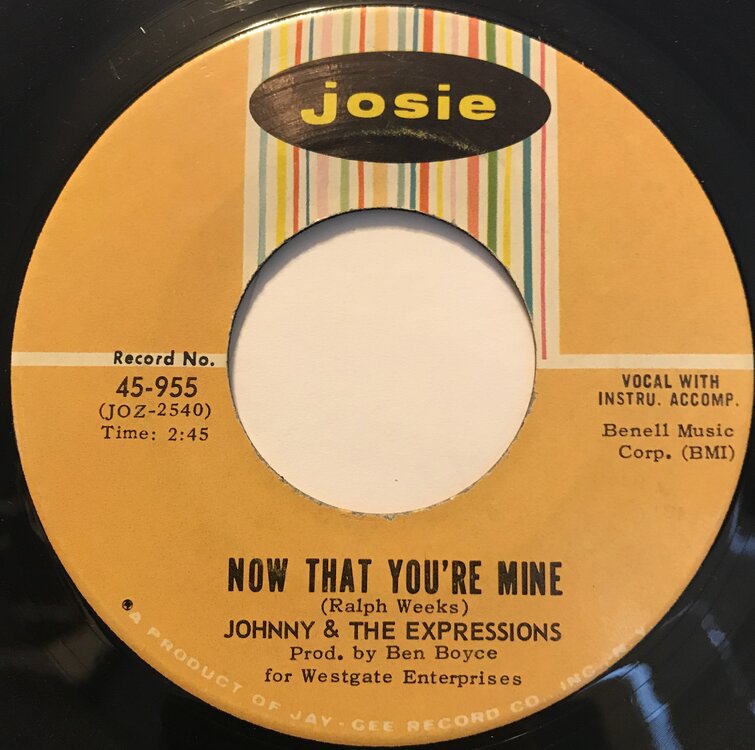 josie
Record No.
45-955
(JOZ-2540)
Time: 2:45
VOCAL WITH
INSTRU. ACCOMP.
Benell Music
Corp. (BMI)
NOW THAT YOU'RE MINE
(Ralph Weeks)
JOHNNY & THE EXPRESSIONS
Prod. by Ben Boyce
for Westgate Enterprises
A PRODUCT OF JAY-GEE RECORD CO., INC., N.Y.